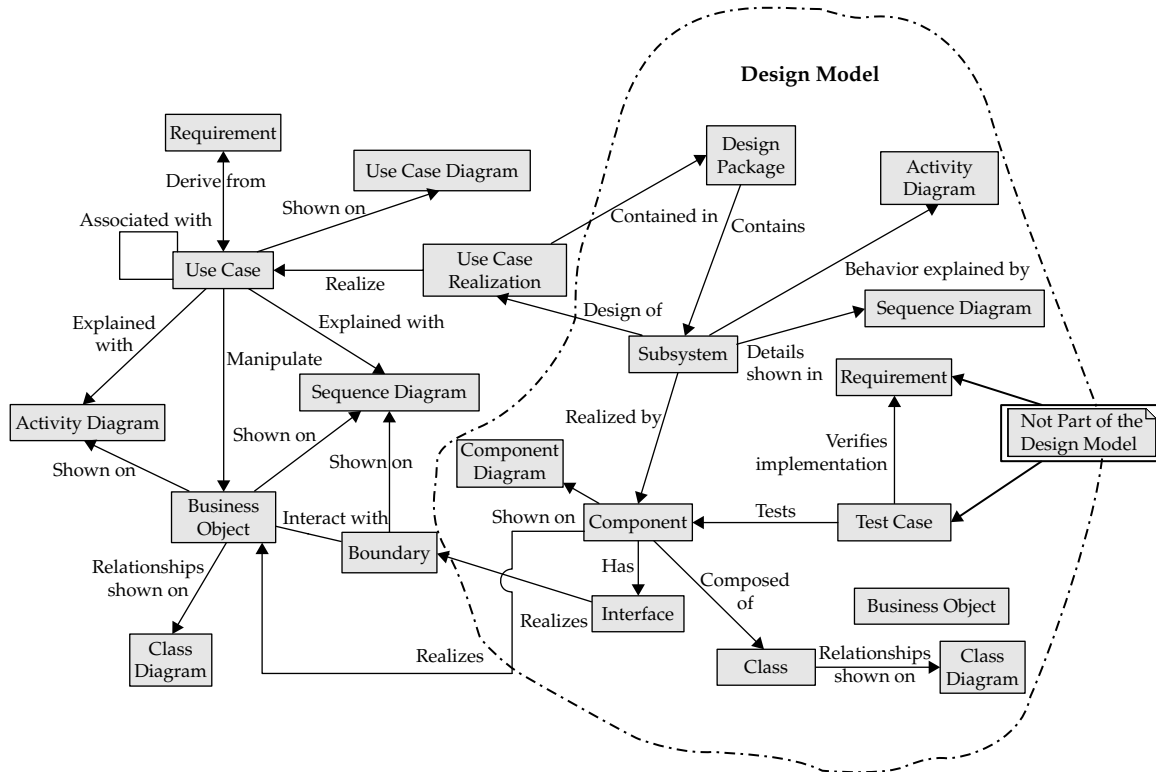 Design Model
Requirement
Derive from
Use Case Diagram
Shown on
Associated with
Use Case
Design
Package
Activity
Diagram
Contained in
Contains
Use Case
Realization
Realize
Behavior explained by
Design of
Sequence Diagram
Explained
with
Manipulate
Explained with
Subsystem
Details
shown in
Requirement
Sequence Diagram
Activity Diagram
Shown on
Shown on
Shown on
Realized by
Not Part of the
Design Model
Verifies
implementation
Component
Diagram
Business
Object
Interact with
Boundary
Shown on
Component
Tests
Test Case
Relationships
shown on
Has
Composed
of
Business Object
Interface
Realizes
Class
Diagram
Realizes
Class
Relationships
shown on
Class
Diagram